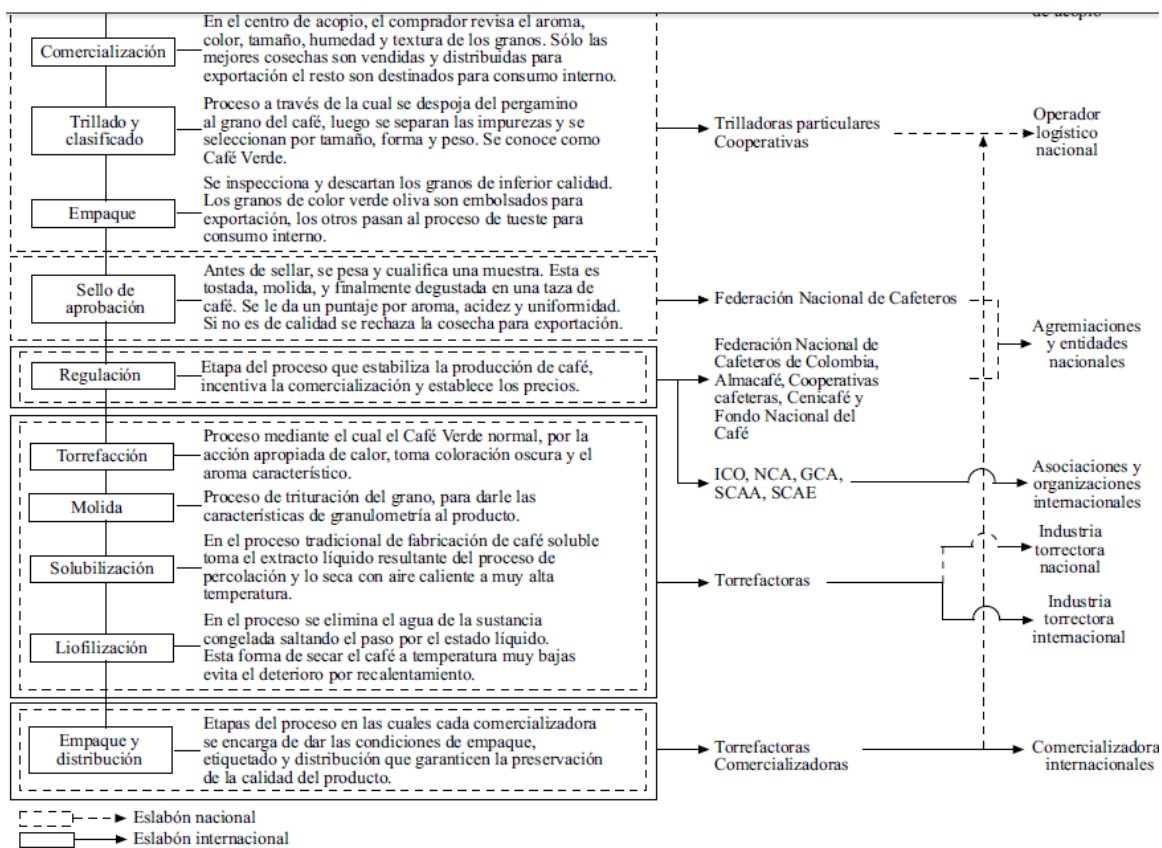 de acopio
En el centro de acopio, el comprador revisa el aroma,
color, tamaño, humedad y textura de los granos. Sólo las
mejores cosechas son vendidas y distribuidas para
exportación el resto son destinados para consumo interno.
Comercialización
Proceso a través de la cual se despoja del pergamino
al grano del café, luego se separan las impurezas y se
seleccionan por tamaño, forma y peso. Se conoce como
Café Verde.
Trillado y
clasificado
Trilladoras particulares
Cooperativas
Operador
logístico
nacional
Se inspecciona y descartan los granos de inferior calidad.
Los granos de color verde oliva son embolsados para
exportación, los otros pasan al proceso de tueste para
consumo interno.
Empaque
Antes de sellar, se pesa y cualifica una muestra. Esta es
tostada, molida, y finalmente degustada en una taza de
café. Se le da un puntaje por aroma, acidez y uniformidad.
Si no es de calidad se rechaza la cosecha para exportación.
Sello de
aprobación
Federación Nacional de Cafeteros
Agremiaciones
y entidades
nacionales
Regulación
Etapa del proceso que estabiliza la producción de café,
incentiva la comercialización y establece los precios.
Federación Nacional de
Cafeteros de Colombia,
Almacafé, Cooperativas
cafeteras, Cenicafé y
Fondo Nacional del
Café
ICO, NCA, GCA,
SCAA, SCAE
Asociaciones y
organizaciones
internacionales
Torrefacción
Proceso mediante el cual el Café Verde normal, por la
acción apropiada de calor, toma coloración oscura y el
aroma característico.
Molida
Proceso de trituración del grano, para darle las
características de granulometría al producto.
Solubilización
En el proceso tradicional de fabricación de café soluble
toma el extracto líquido resultante del proceso de
percolación y lo seca con aire caliente a muy alta
temperatura.
Torrefactoras
Industria
torrectora
nacional
Industria
torrectora
internacional
Liofilización
En el proceso se elimina el agua de la sustancia
congelada saltando el paso por el estado líquido.
Esta forma de secar el café a temperatura muy bajas
evita el deterioro por recalentamiento.
Empaque y
distribución
Etapas del proceso en las cuales cada comercializadora
se encarga de dar las condiciones de empaque,
etiquetado y distribución que garanticen la preservación
de la calidad del producto.
Torrefactoras
Comercializadoras
Comercializadora
internacionales
Eslabón nacional
Eslabón internacional